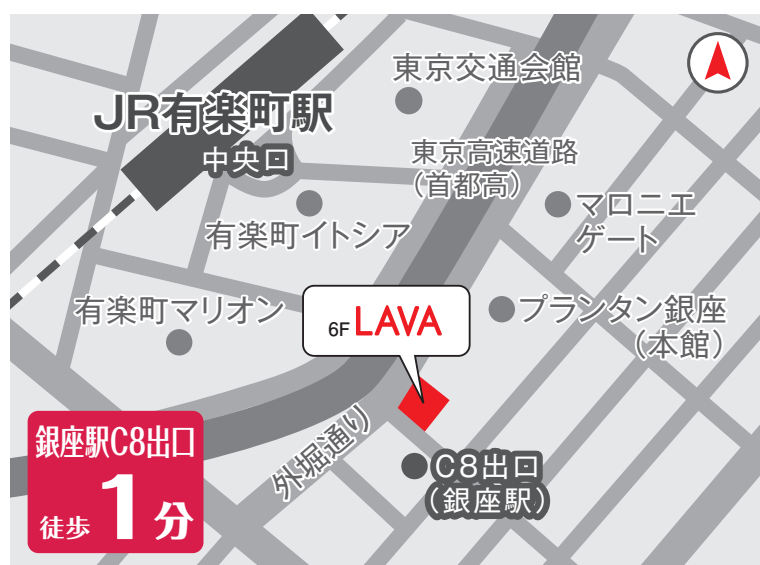 東京交通会館
JR有楽町駅
中央口
東京高速道路
(首都高)
マロニエ
ゲート
有楽町イトシア
有楽町マリオン
6F LAVA
プランタン銀座
(本館)
外堀通り
C8出口
(銀座駅)
銀座駅C8出口
徒歩1分